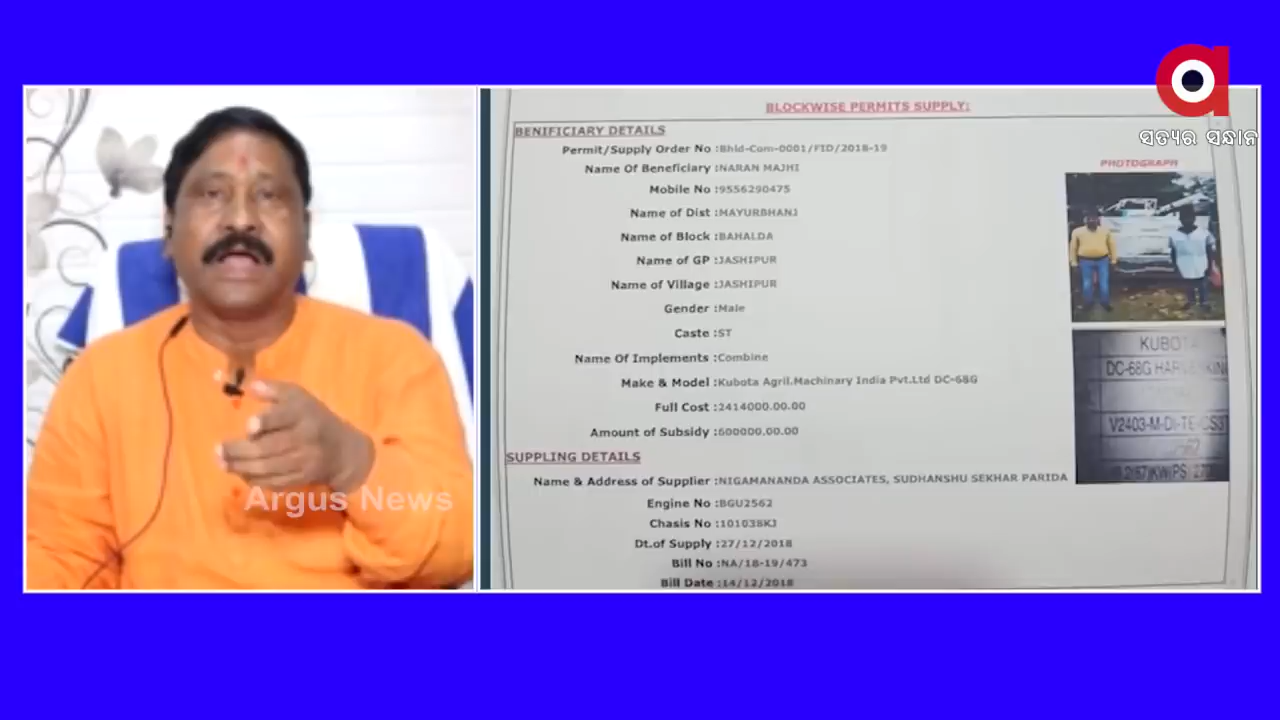 ସତ୍ୟର ସନ୍ଧାନ
Argus News
BLOCKWISE PERMITS SUPPLY:
BENIFICIARY DETAILS
Permit/Supply Order No :Bhld-Com-0001/FID/2018-19
Name Of Beneficiary :NARAN MAJHI
Mobile No :9556290475
Name of Dist :MAYURBHANJ
Name of Block :BAHALDA
Name of GP :JASHIPUR
Name of Village :JASHIPUR
Gender :Male
Caste :ST
Name Of Implements :Combine
Make & Model :Kubota Agril.Machinary India Pvt.Ltd DC-68G
Full Cost :2414000.00.00
Amount of Subsidy :600000.00.00
SUPPLING DETAILS
Name & Address of Supplier :NIGAMANANDA ASSOCIATES, SUDHANSHU SEKHAR PARIDA
Engine No :BGU2562
Chasis No :101038KJ
Dt.of Supply :27/12/2018
Bill No :NA/18-19/473
Bill Date :14/12/2018
PHOTOGRAPH
KUBOTA
DC-68G
V2403-M-DI-TE-CS3T